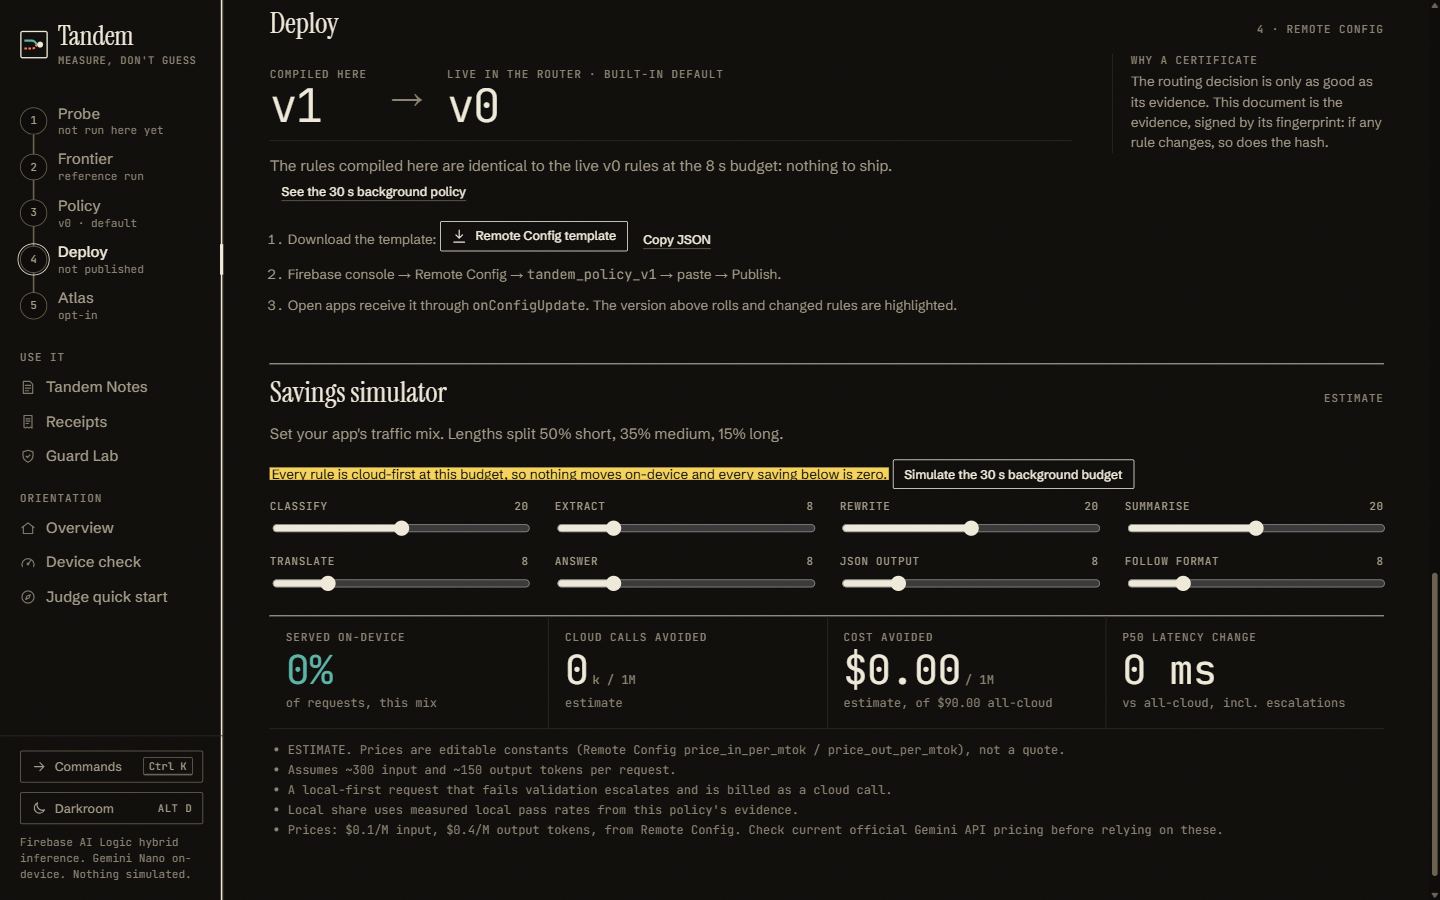 Tandem
MEASURE, DON'T GUESS
1 Probe
not run here yet
2 Frontier
reference run
3 Policy
v0 · default
4 Deploy
not published
5 Atlas
opt-in
USE IT
Tandem Notes
Receipts
Guard Lab
ORIENTATION
Overview
Device check
Judge quick start
→ Commands Ctrl K
Darkroom ALT D
Firebase AI Logic hybrid
inference. Gemini Nano on-
device. Nothing simulated.
Deploy
4 · REMOTE CONFIG
COMPILED HERE
v1
→
LIVE IN THE ROUTER · BUILT-IN DEFAULT
v0
WHY A CERTIFICATE
The routing decision is only as good as
its evidence. This document is the
evidence, signed by its fingerprint: if any
rule changes, so does the hash.
The rules compiled here are identical to the live v0 rules at the 8 s budget: nothing to ship.
See the 30 s background policy
1. Download the template: Remote Config template Copy JSON
2. Firebase console → Remote Config → tandem_policy_v1 → paste → Publish.
3. Open apps receive it through onConfigUpdate. The version above rolls and changed rules are highlighted.
Savings simulator
ESTIMATE
Set your app's traffic mix. Lengths split 50% short, 35% medium, 15% long.
Every rule is cloud-first at this budget, so nothing moves on-device and every saving below is zero. Simulate the 30 s background budget
CLASSIFY 20 EXTRACT 8 REWRITE 20 SUMMARISE 20
TRANSLATE 8 ANSWER 8 JSON OUTPUT 8 FOLLOW FORMAT 8
SERVED ON-DEVICE
0%
of requests, this mix
CLOUD CALLS AVOIDED
0 k / 1M
estimate
COST AVOIDED
$0.00 / 1M
estimate, of $90.00 all-cloud
P50 LATENCY CHANGE
0 ms
vs all-cloud, incl. escalations
• ESTIMATE. Prices are editable constants (Remote Config price_in_per_mtok / price_out_per_mtok), not a quote.
• Assumes ~300 input and ~150 output tokens per request.
• A local-first request that fails validation escalates and is billed as a cloud call.
• Local share uses measured local pass rates from this policy's evidence.
• Prices: $0.1/M input, $0.4/M output tokens, from Remote Config. Check current official Gemini API pricing before relying on these.